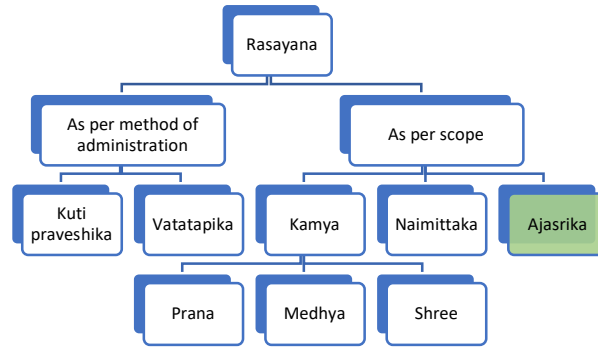 Rasayana
As per method of
administration
As per scope
Kuti
praveshika
Vatatapika
Kamya
Naimittaka
Ajasrika
Prana
Medhya
Shree